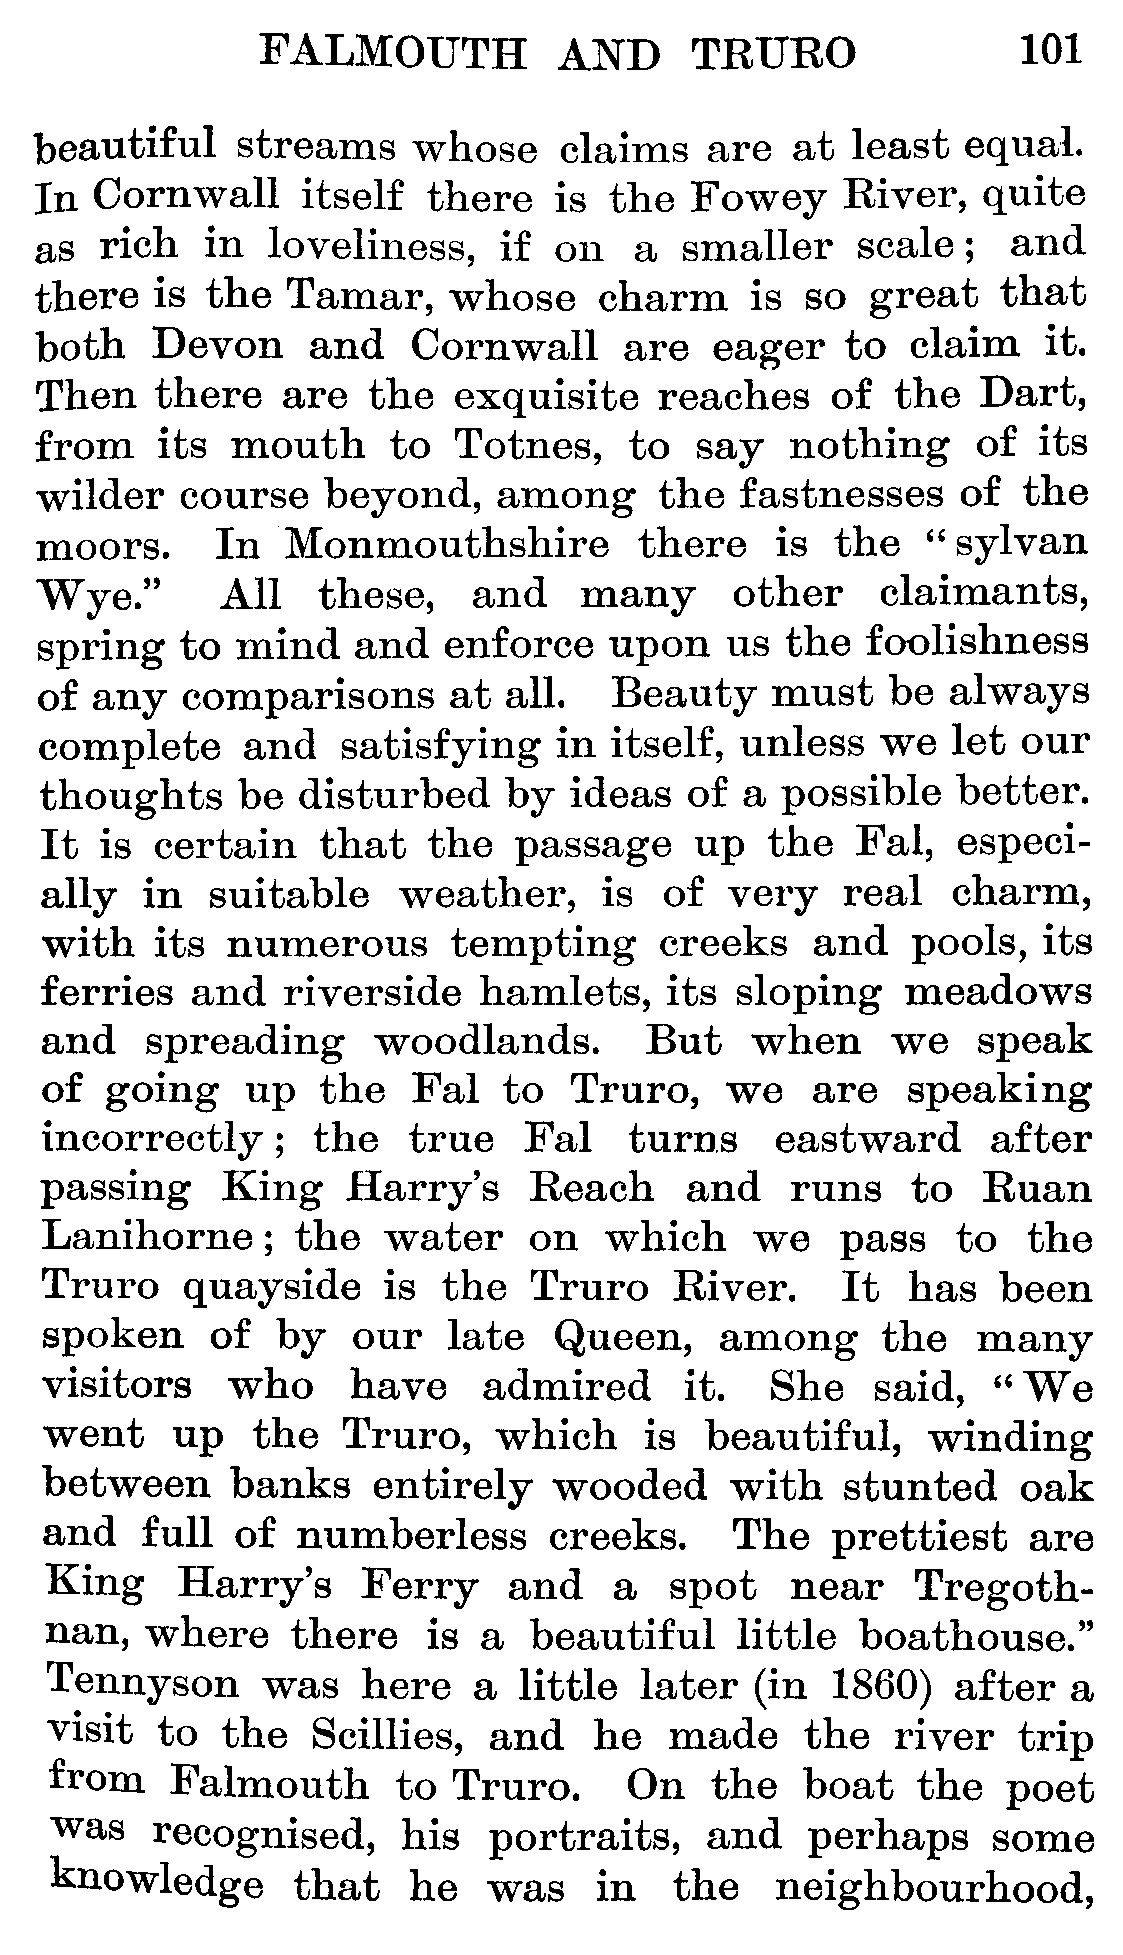 FALMOUTH AND TRURO 101
beautiful streams whose claims are at least equal.
In Cornwall itself there is the Fowey River, quite
as rich in loveliness, if on a smaller scale; and
there is the Tamar, whose charm is so great that
both Devon and Cornwall are eager to claim it.
Then there are the exquisite reaches of the Dart,
from its mouth to Totnes, to say nothing of its
wilder course beyond, among the fastnesses of the
moors. In Monmouthshire there is the “sylvan
Wye.” All these, and many other claimants,
spring to mind and enforce upon us the foolishness
of any comparisons at all. Beauty must be always
complete and satisfying in itself, unless we let our
thoughts be disturbed by ideas of a possible better.
It is certain that the passage up the Fal, especi-
ally in suitable weather, is of very real charm,
with its numerous tempting creeks and pools, its
ferries and riverside hamlets, its sloping meadows
and spreading woodlands. But when we speak
of going up the Fal to Truro, we are speaking
incorrectly; the true Fal turns eastward after
passing King Harry’s Reach and runs to Ruan
Lanihorne; the water on which we pass to the
Truro quayside is the Truro River. It has been
spoken of by our late Queen, among the many
visitors who have admired it. She said, “We
went up the Truro, which is beautiful, winding
between banks entirely wooded with stunted oak
and full of numberless creeks. The prettiest are
King Harry’s Ferry and a spot near Tregoth-
nan, where there is a beautiful little boathouse.”
Tennyson was here a little later (in 1860) after a
visit to the Scillies, and he made the river trip
from Falmouth to Truro. On the boat the poet
was recognised, his portraits, and perhaps some
knowledge that he was in the neighbourhood,